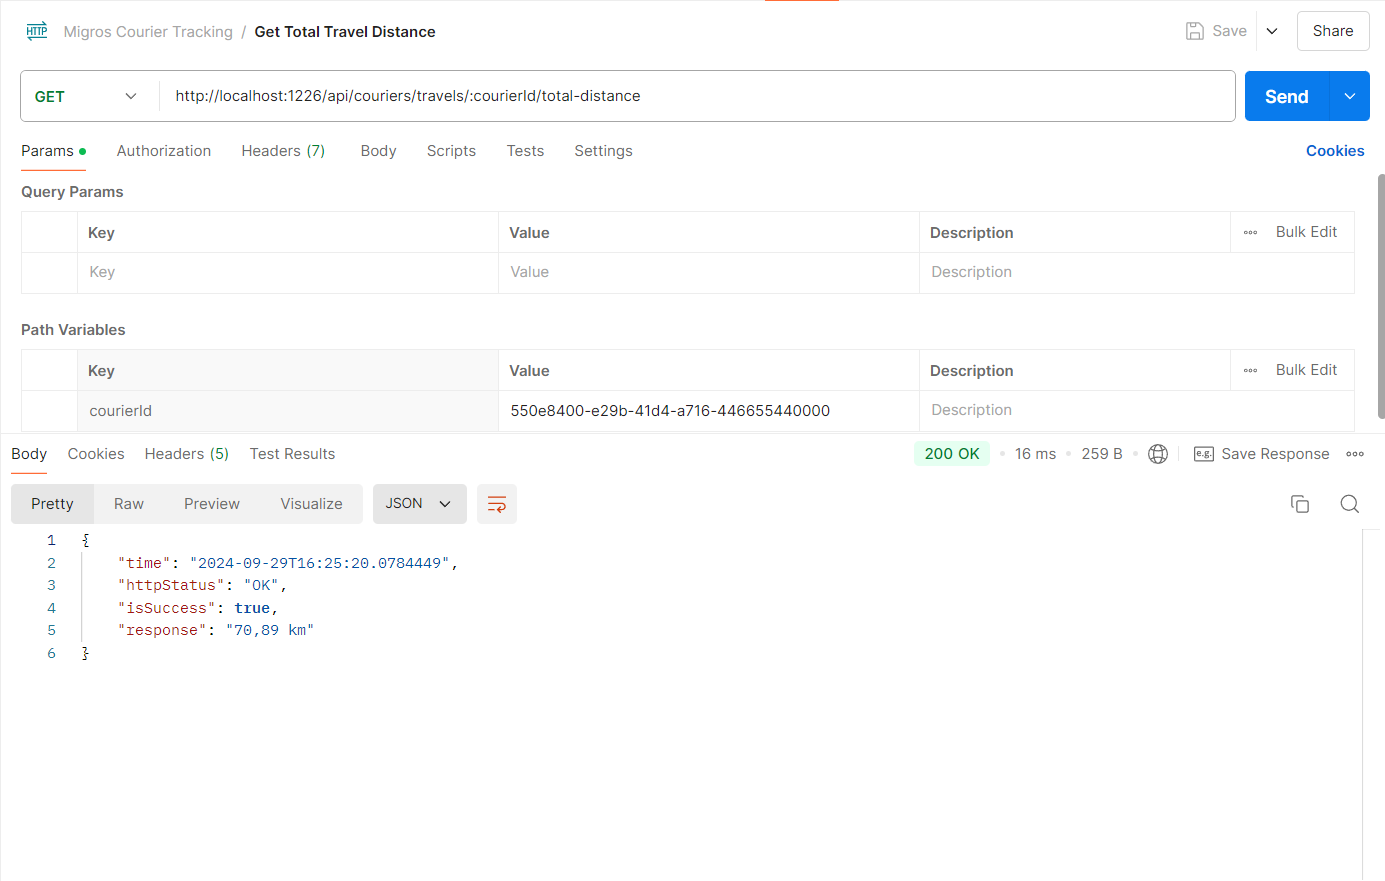 HTTP Migros Courier Tracking / Get Total Travel Distance Save Share
GET http://localhost:1226/api/couriers/travels/:courierId/total-distance Send
Params Authorization Headers (7) Body Scripts Tests Settings Cookies
Query Params
Key Value Description Bulk Edit
Key Value Description
Path Variables
Key Value Description Bulk Edit
courierId 550e8400-e29b-41d4-a716-446655440000 Description
Body Cookies Headers (5) Test Results 200 OK 16 ms 259 B e.g. Save Response
Pretty Raw Preview Visualize JSON
1 {
2 "time": "2024-09-29T16:25:20.0784449",
3 "httpStatus": "OK",
4 "isSuccess": true,
5 "response": "70,89 km"
6 }